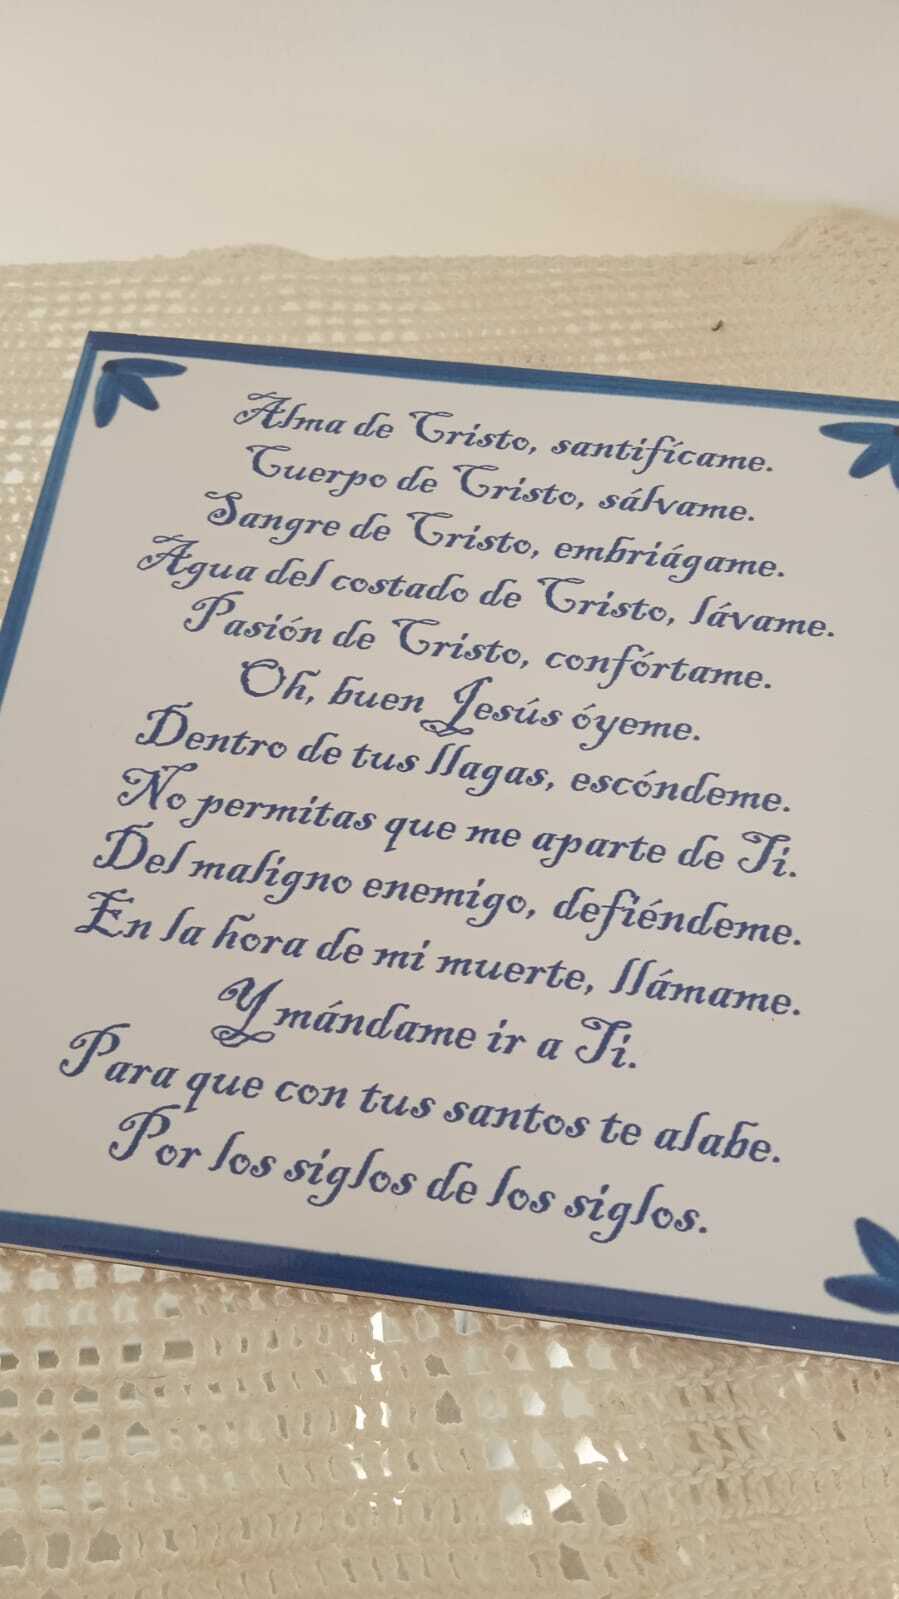 Alma de Cristo, santifícame.
Cuerpo de Cristo, sálvame.
Sangre de Cristo, embriágame.
Agua del costado de Cristo, lávame.
Pasión de Cristo, confórtame.
Oh, buen Jesús óyeme.
Dentro de tus llagas, escóndeme.
No permitas que me aparte de Ti.
Del maligno enemigo, defiéndeme.
En la hora de mi muerte, llámame.
Y mándame ir a Ti.
Para que con tus santos te alabe.
Por los siglos de los siglos.